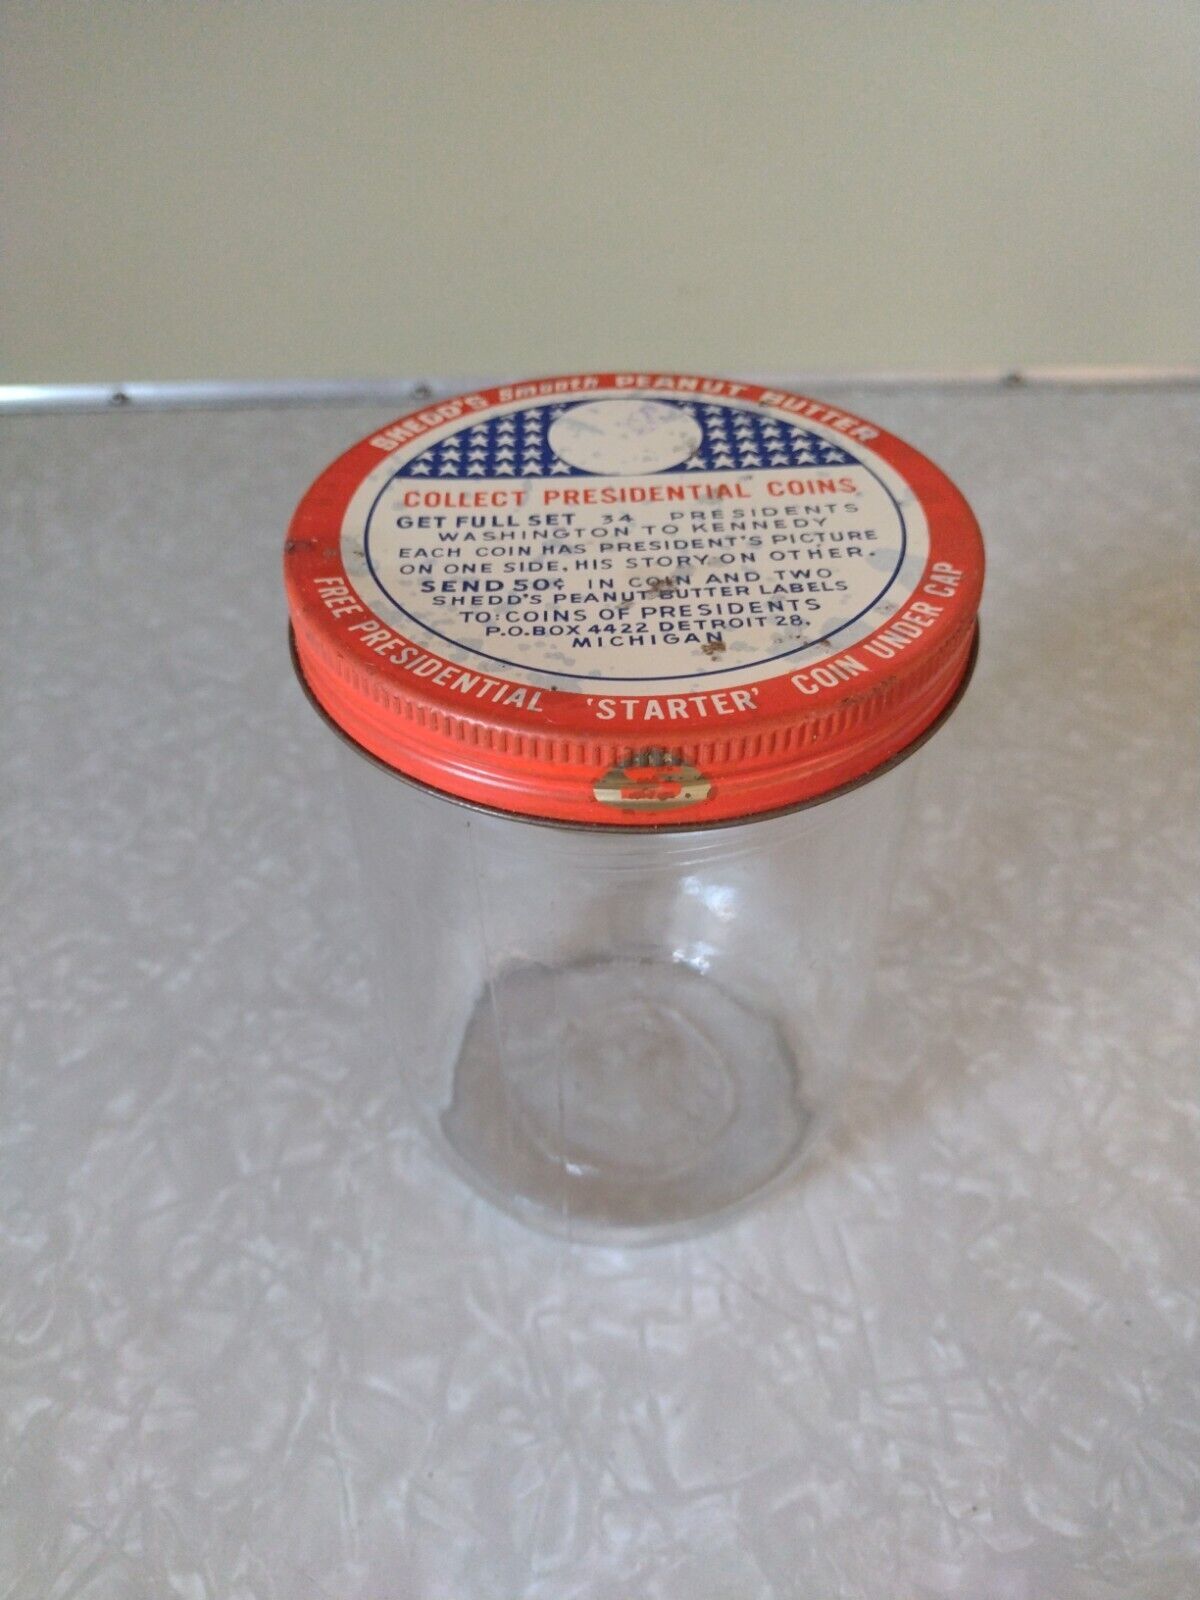 SHEDD'S Smooth PEANUT BUTTER
COLLECT PRESIDENTIAL COINS
GET FULL SET 34 PRESIDENTS
WASHINGTON TO KENNEDY
EACH COIN HAS PRESIDENT'S PICTURE
ON ONE SIDE, HIS STORY ON OTHER.
SEND 50¢ IN COIN AND TWO
SHEDD'S PEANUT BUTTER LABELS
TO: COINS OF PRESIDENTS
P.O.BOX 4422 DETROIT 28,
MICHIGAN
FREE PRESIDENTIAL 'STARTER' COIN UNDER CAP